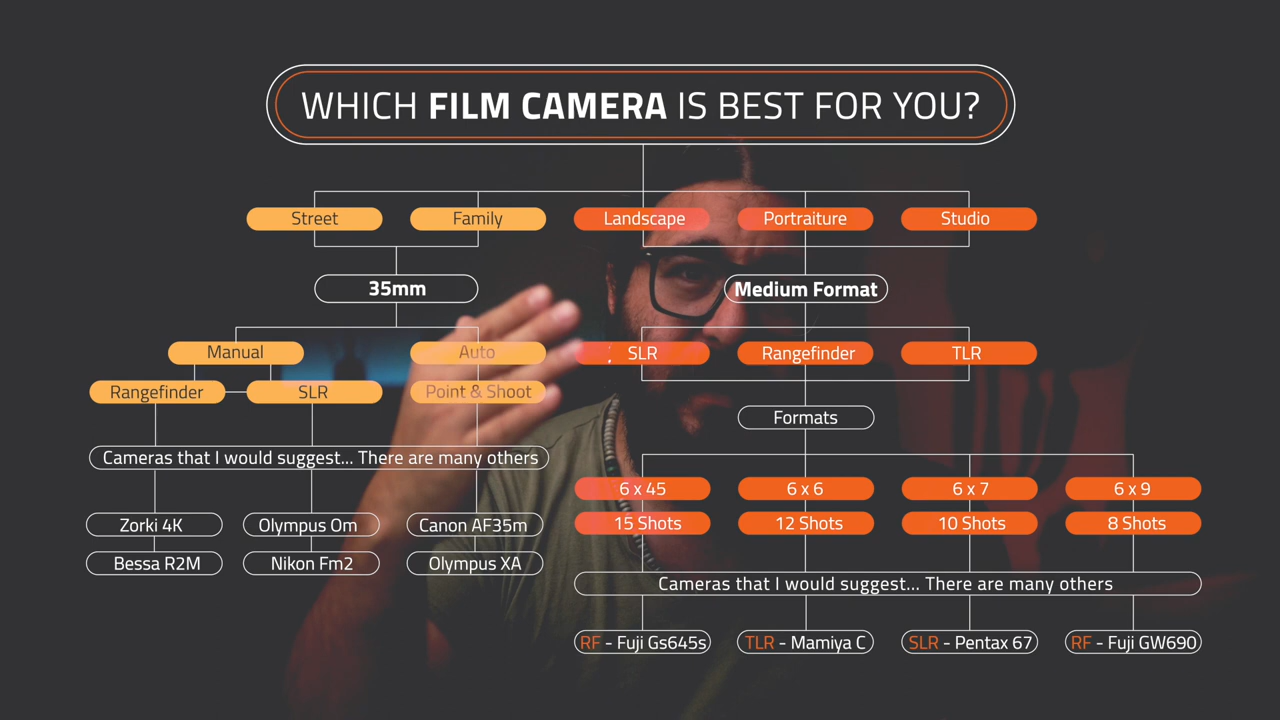 WHICH FILM CAMERA IS BEST FOR YOU?
Street
Family
Landscape
Portraiture
Studio
35mm
Medium Format
Manual
Auto
SLR
Rangefinder
TLR
Rangefinder
SLR
Point & Shoot
Formats
Cameras that I would suggest... There are many others
6 x 45
6 x 6
6 x 7
6 x 9
Zorki 4K
Olympus Om
Canon AF35m
15 Shots
12 Shots
10 Shots
8 Shots
Bessa R2M
Nikon Fm2
Olympus XA
Cameras that I would suggest... There are many others
RF - Fuji Gs645s
TLR - Mamiya C
SLR - Pentax 67
RF - Fuji GW690